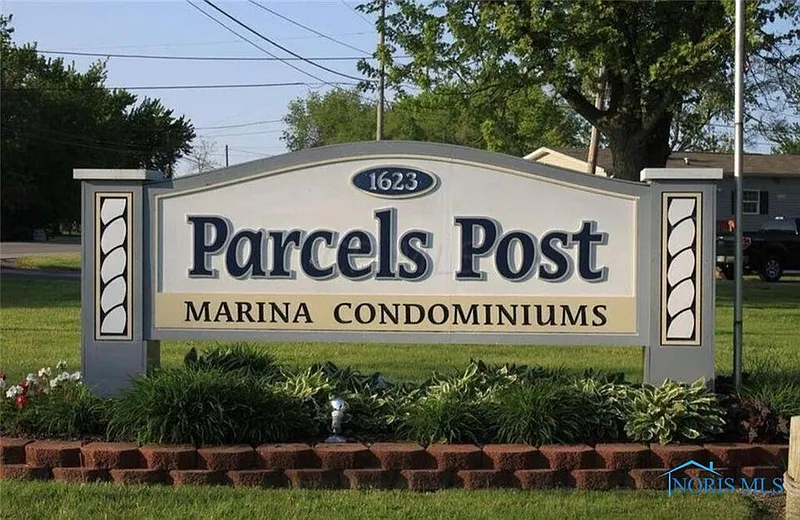 1623
Parcels Post
MARINA CONDOMINIUMS
NORIS MLS